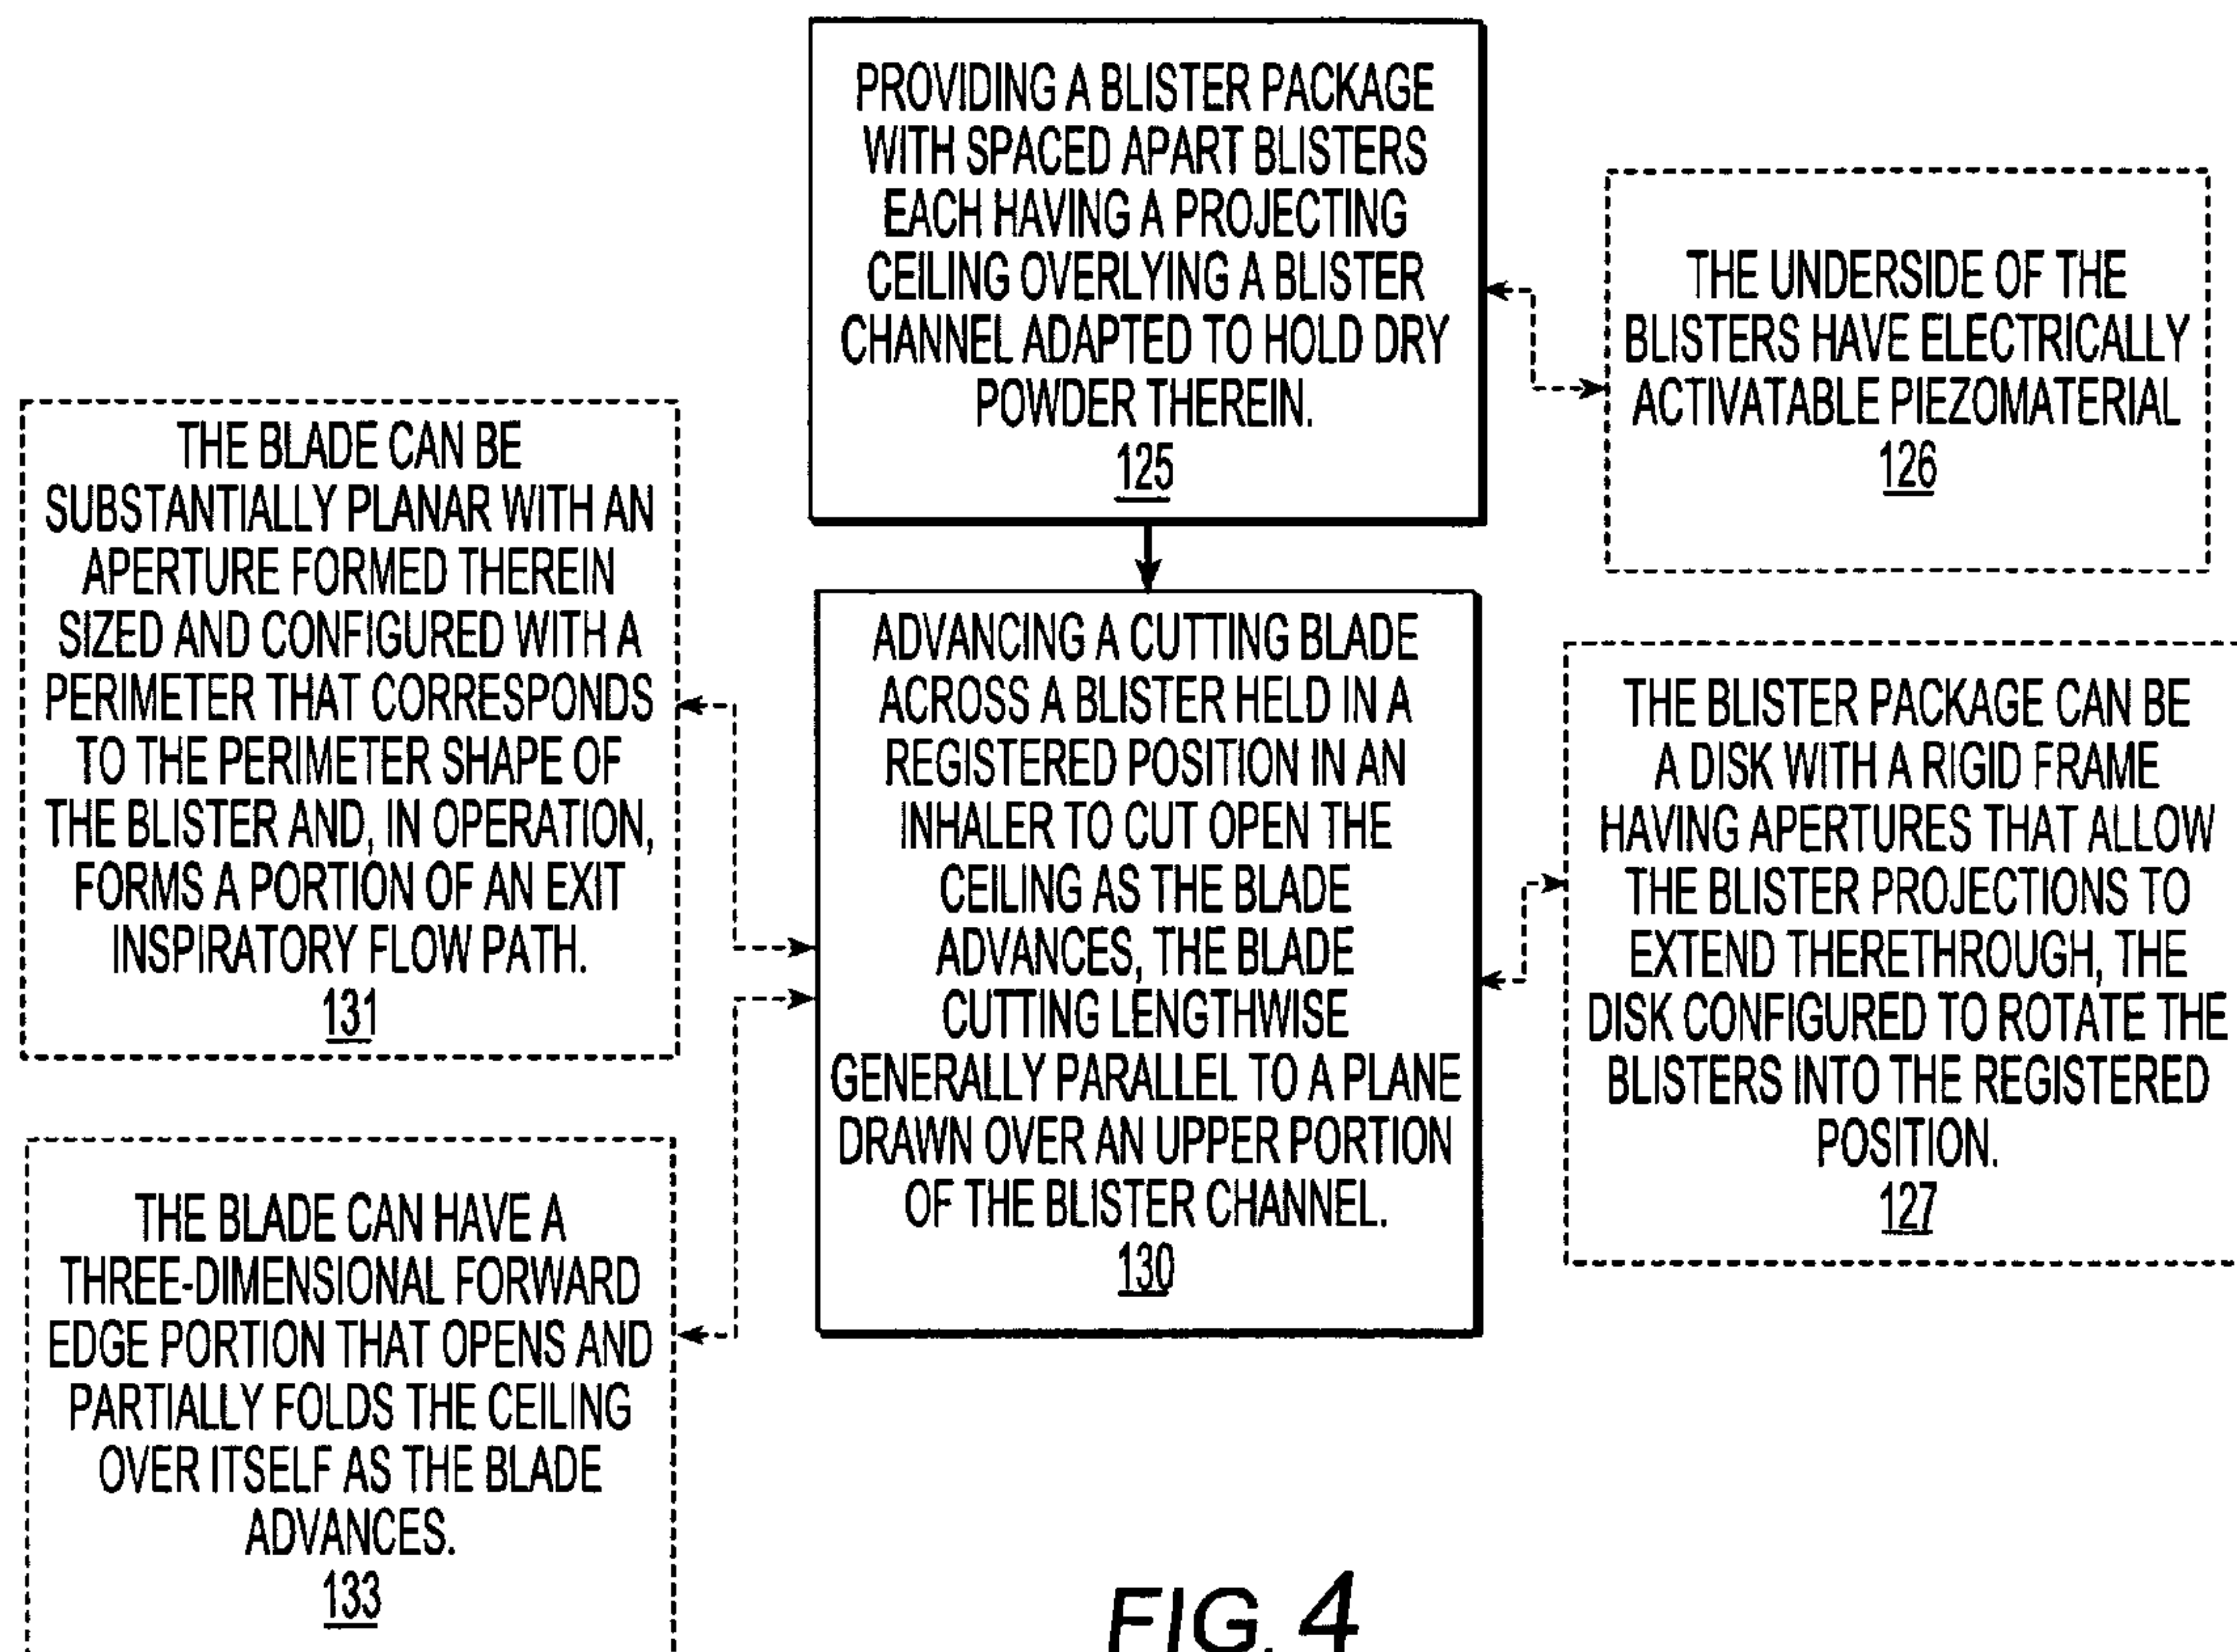 PROVIDING A BLISTER PACKAGE
WITH SPACED APART BLISTERS
EACH HAVING A PROJECTING
CEILING OVERLYING A BLISTER
CHANNEL ADAPTED TO HOLD DRY
POWDER THEREIN.
125
THE UNDERSIDE OF THE
BLISTERS HAVE ELECTRICALLY
ACTIVATABLE PIEZOMATERIAL
126
THE BLADE CAN BE
SUBSTANTIALLY PLANAR WITH AN
APERTURE FORMED THEREIN
SIZED AND CONFIGURED WITH A
PERIMETER THAT CORRESPONDS
TO THE PERIMETER SHAPE OF
THE BLISTER AND, IN OPERATION,
FORMS A PORTION OF AN EXIT
INSPIRATORY FLOW PATH.
131
ADVANCING A CUTTING BLADE
ACROSS A BLISTER HELD IN A
REGISTERED POSITION IN AN
INHALER TO CUT OPEN THE
CEILING AS THE BLADE
ADVANCES, THE BLADE
CUTTING LENGTHWISE
GENERALLY PARALLEL TO A PLANE
DRAWN OVER AN UPPER PORTION
OF THE BLISTER CHANNEL.
130
THE BLISTER PACKAGE CAN BE
A DISK WITH A RIGID FRAME
HAVING APERTURES THAT ALLOW
THE BLISTER PROJECTIONS TO
EXTEND THERETHROUGH, THE
DISK CONFIGURED TO ROTATE THE
BLISTERS INTO THE REGISTERED
POSITION.
127
THE BLADE CAN HAVE A
THREE-DIMENSIONAL FORWARD
EDGE PORTION THAT OPENS AND
PARTIALLY FOLDS THE CEILING
OVER ITSELF AS THE BLADE
ADVANCES.
133
FIG. 4